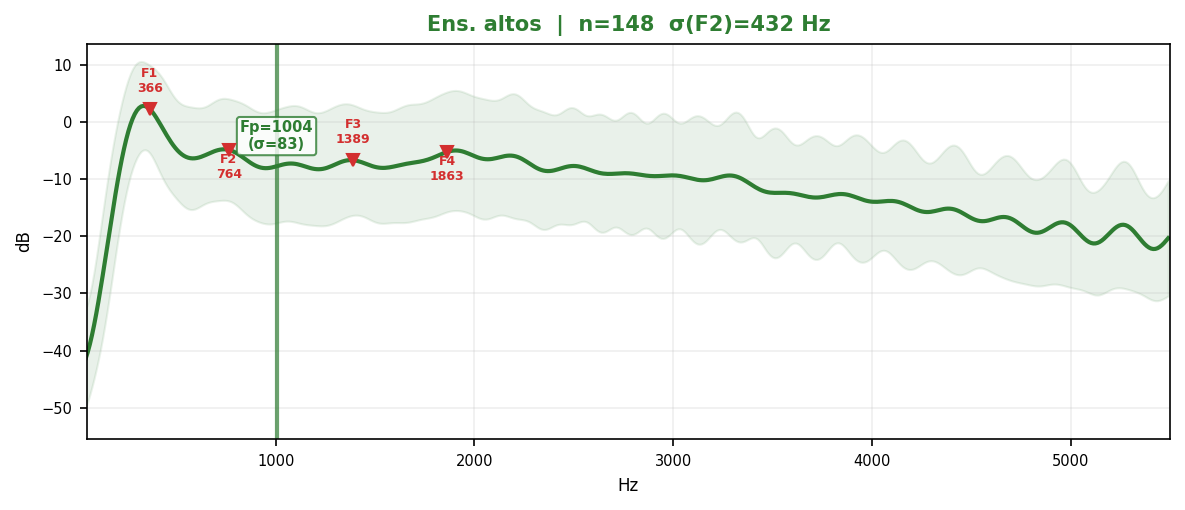 Ens. altos  |  n=148  σ(F2)=432 Hz
dB
10
0
−10
−20
−30
−40
−50
F1
366
F2
764
Fp=1004
(σ=83)
F3
1389
F4
1863
1000
2000
3000
4000
5000
Hz